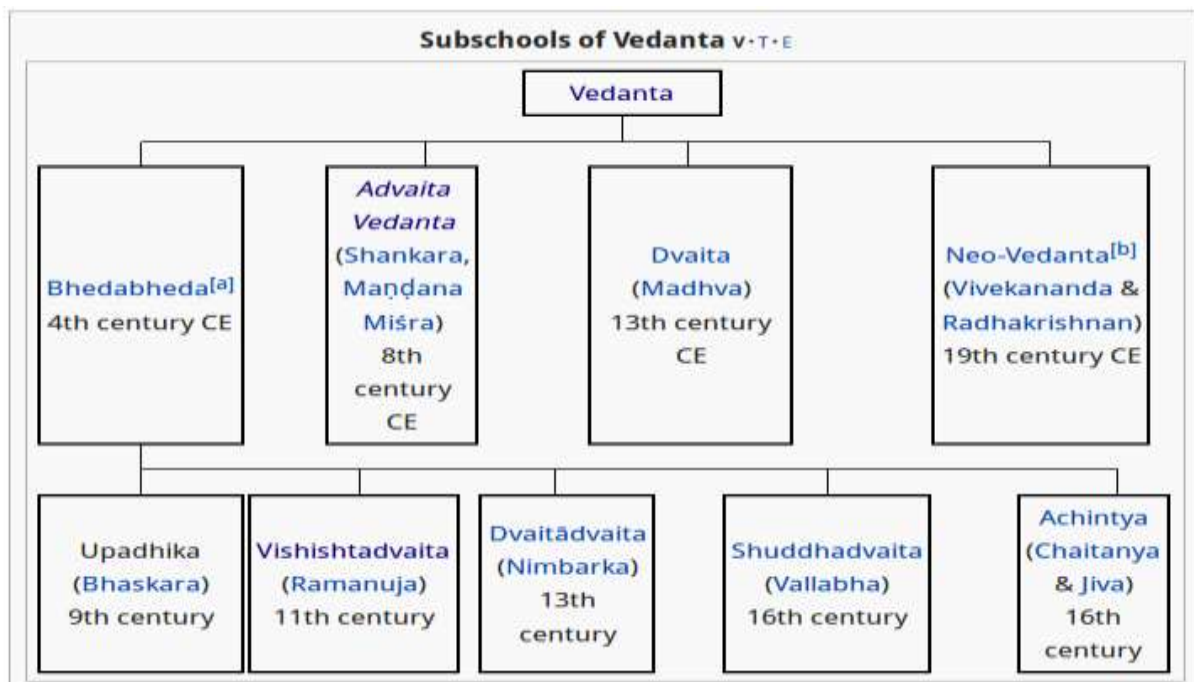 Subschools of Vedanta V · T · E
Vedanta
Bhedabheda[a]
4th century CE
Advaita
Vedanta
(Shankara,
Maṇḍana
Miśra)
8th
century
CE
Dvaita
(Madhva)
13th century
CE
Neo-Vedanta[b]
(Vivekananda &
Radhakrishnan)
19th century CE
Upadhika
(Bhaskara)
9th century
Vishishtadvaita
(Ramanuja)
11th century
Dvaitādvaita
(Nimbarka)
13th
century
Shuddhadvaita
(Vallabha)
16th century
Achintya
(Chaitanya
& Jiva)
16th
century